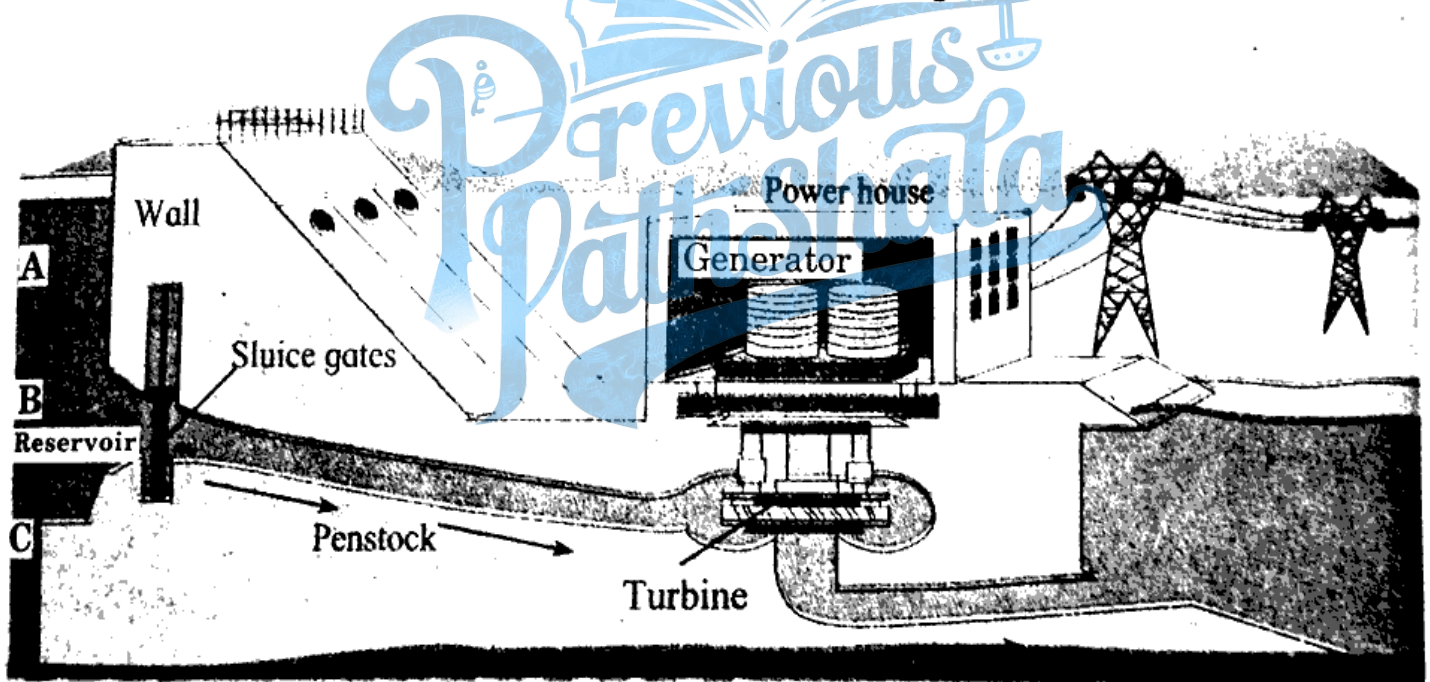 Previous
PathShala
Power house
Wall
A
Generator
Sluice gates
B
Reservoir
C
Penstock
Turbine